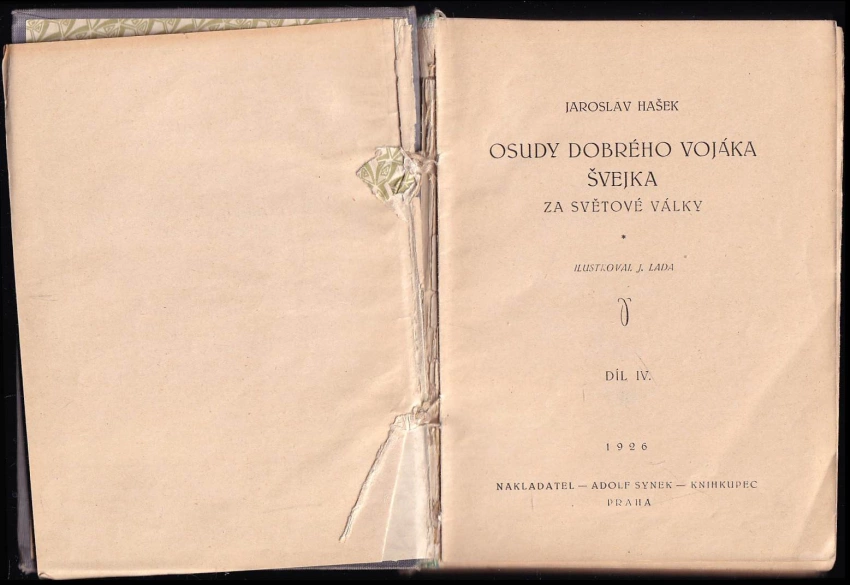 JAROSLAV HAŠEK
OSUDY DOBRÉHO VOJÁKA
ŠVEJKA
ZA SVĚTOVÉ VÁLKY
*
ILUSTROVAL J. LADA
DÍL IV.
1926
NAKLADATEL — ADOLF SYNEK — KNIHKUPEC
PRAHA